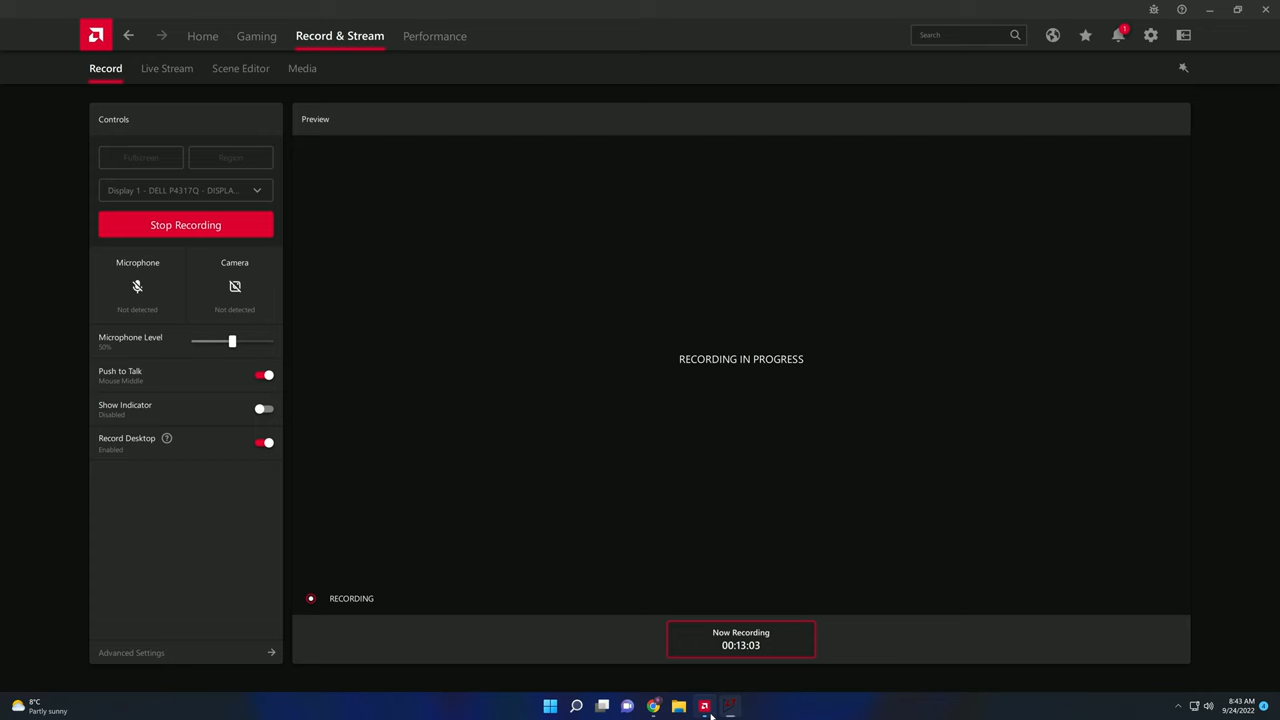 Home
Gaming
Record & Stream
Performance
Search
1
Record
Live Stream
Scene Editor
Media
Controls
Fullscreen
Region
Display 1 - DELL P4317Q - DISPLA...
Stop Recording
Microphone
Camera
Not detected
Not detected
Microphone Level
50%
Push to Talk
Mouse Middle
Show Indicator
Disabled
Record Desktop
Enabled
Advanced Settings
Preview
RECORDING IN PROGRESS
RECORDING
Now Recording
00:13:03
8°C
Partly sunny
8:43 AM
9/24/2022